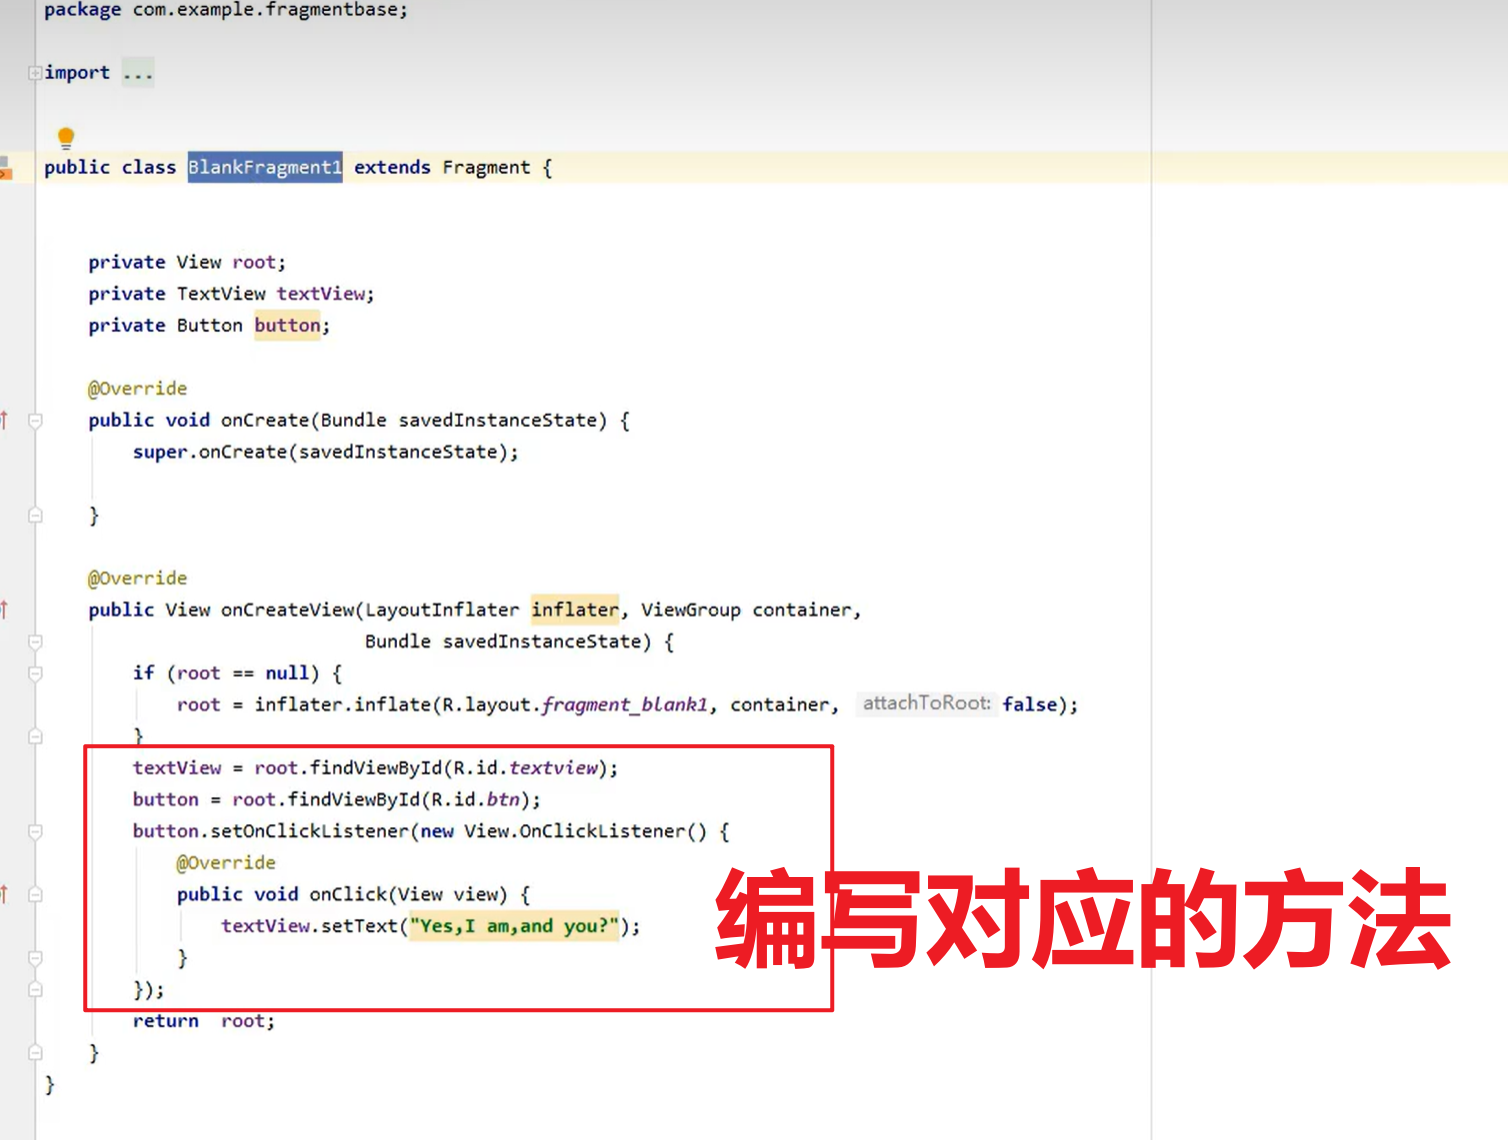 package com.example.fragmentbase;
import ...
public class BlankFragment1 extends Fragment {
private View root;
private TextView textView;
private Button button;
@Override
public void onCreate(Bundle savedInstanceState) {
super.onCreate(savedInstanceState);
}
@Override
public View onCreateView(LayoutInflater inflater, ViewGroup container,
Bundle savedInstanceState) {
if (root == null) {
root = inflater.inflate(R.layout.fragment_blank1, container, attachToRoot: false);
}
textView = root.findViewById(R.id.textview);
button = root.findViewById(R.id.btn);
button.setOnClickListener(new View.OnClickListener() {
@Override
public void onClick(View view) {
textView.setText("Yes,I am,and you?");
}
});
编写对应的方法
return  root;
}
}